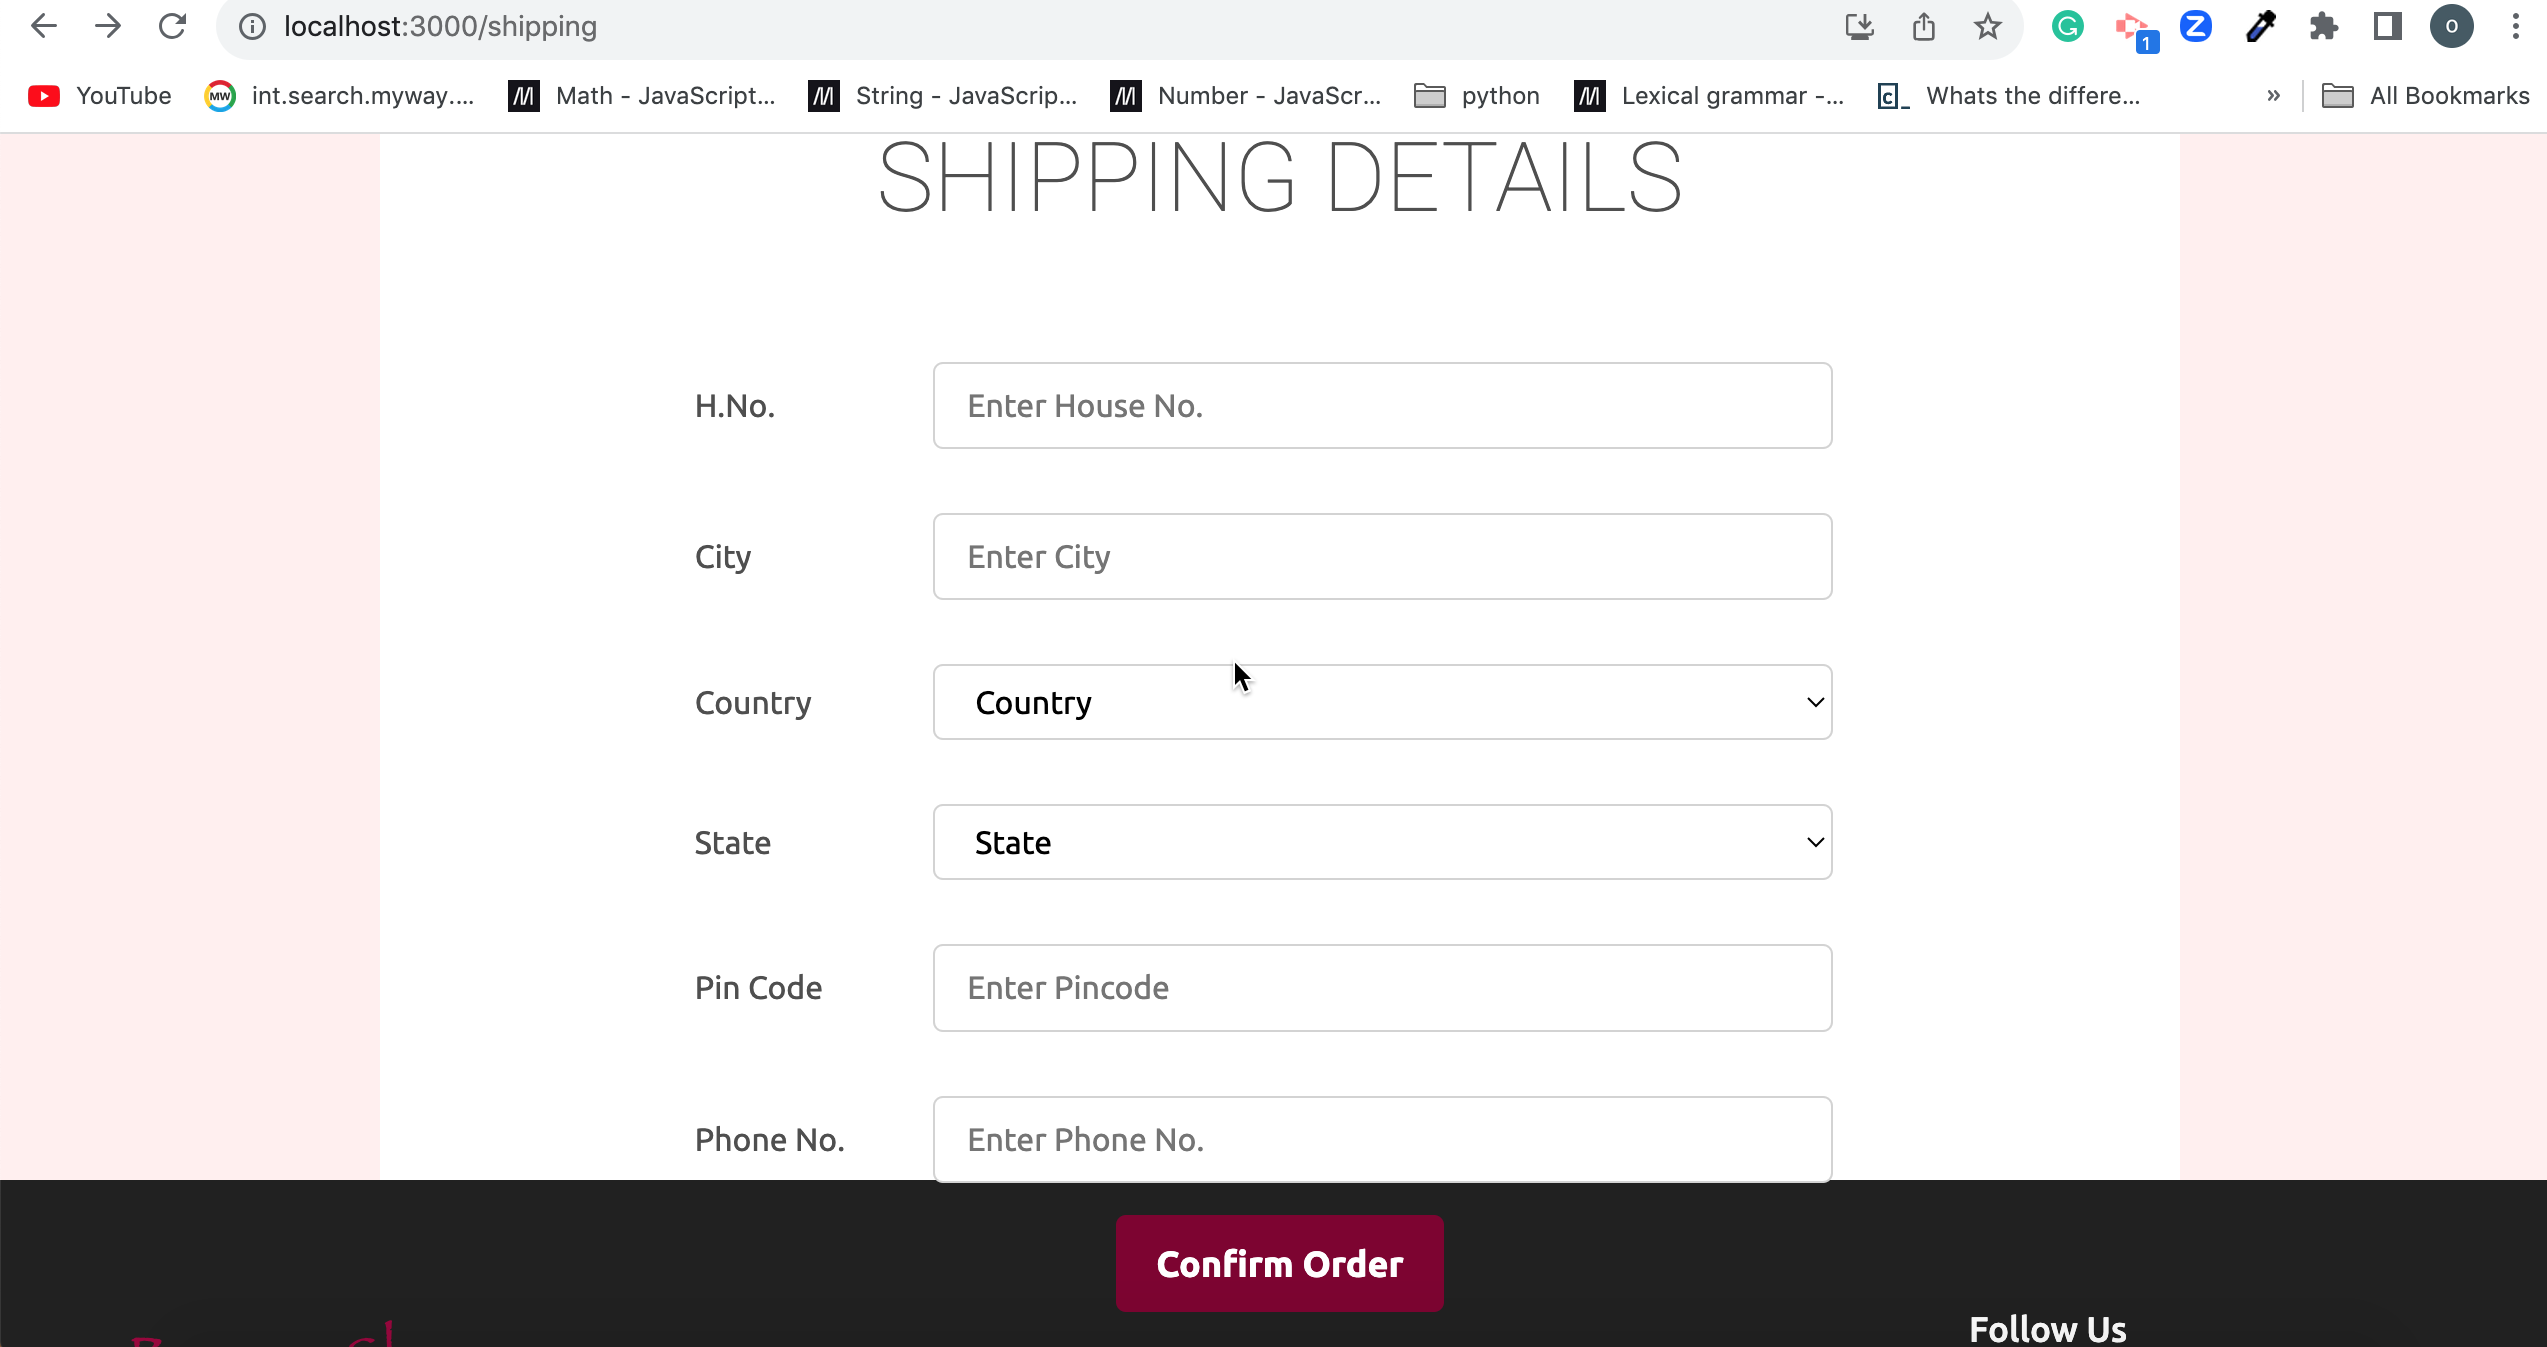 localhost:3000/shipping
1
O
YouTube
int.search.myway....
Math - JavaScript...
String - JavaScrip...
Number - JavaScr...
python
Lexical grammar -...
Whats the differe...
»
All Bookmarks
SHIPPING DETAILS
H.No.
Enter House No.
City
Enter City
Country
Country
State
State
Pin Code
Enter Pincode
Phone No.
Enter Phone No.
Confirm Order
Follow Us